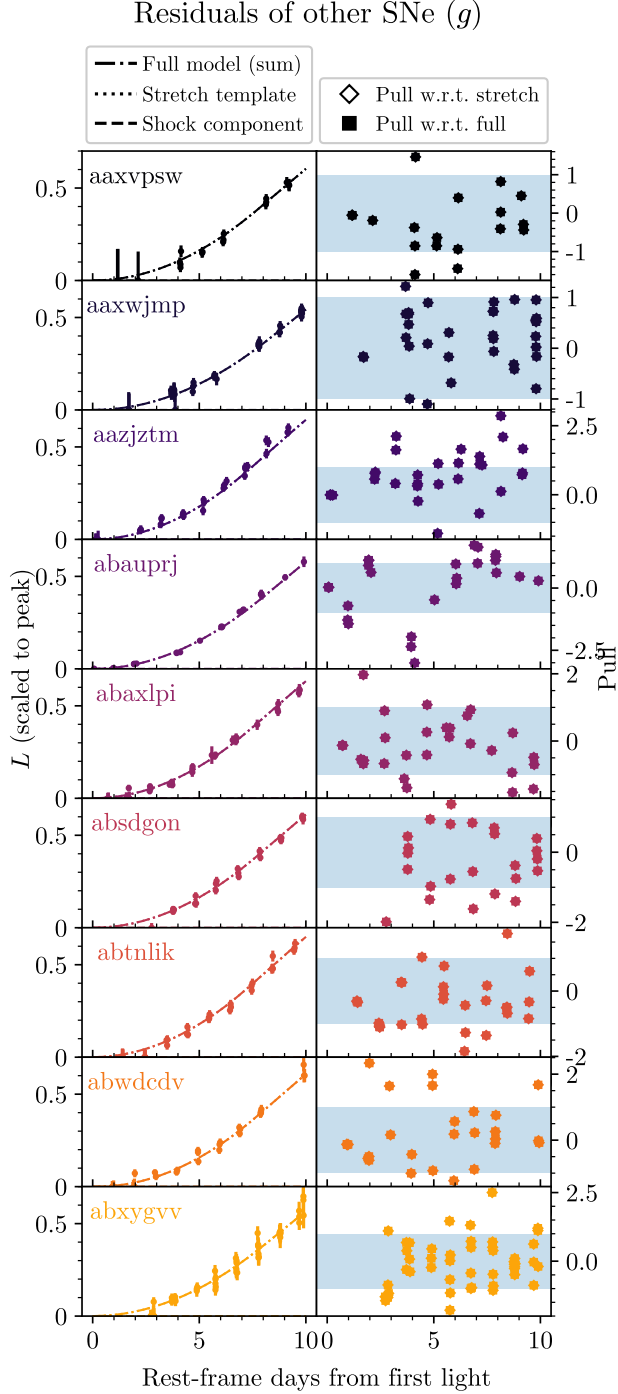 Residuals of other SNe (g)
Full model (sum)
Stretch template
Shock component
Pull w.r.t. stretch
Pull w.r.t. full
aaxvpsw
0.5
0
1
0
-1
aaxwjmp
0.5
0
1
0
-1
aazjztm
0.5
0
2.5
0.0
abauprj
0.5
0
0.0
-2.5
abaxlpi
0.5
0
2
0
absdgon
0.5
0
0
-2
abtnlik
0.5
0
0
-2
abwdcdv
0.5
0
2
0
abxygvv
0.5
0
2.5
0.0
L (scaled to peak)
Pull
0 5 10 0 5 10
Rest-frame days from first light